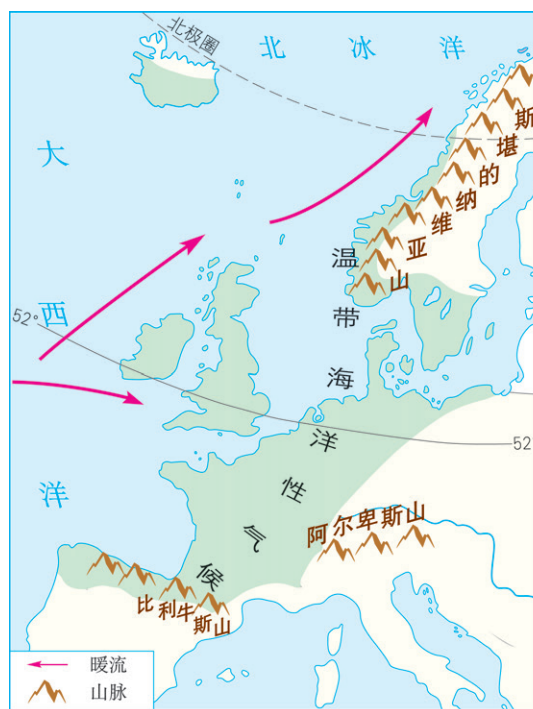 北极圈
北冰洋
大西洋
52°
52°
温带海洋性气候
斯堪的纳维亚山
阿尔卑斯山
比利牛斯山
暖流
山脉